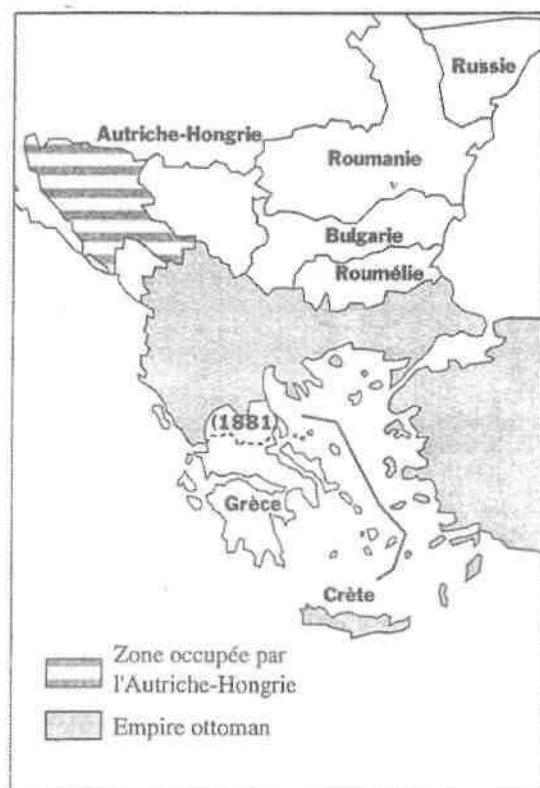 Russie
Autriche-Hongrie
Roumanie
Bulgarie
Roumélie
(1881)
Grèce
Crète
Zone occupée par
l'Autriche-Hongrie
Empire ottoman